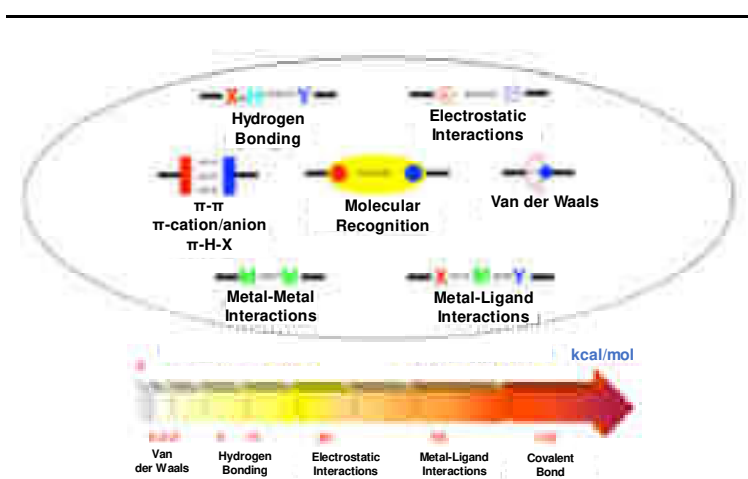 X H Y
Hydrogen
Bonding
Electrostatic
Interactions
π-π
π-cation/anion
π-H-X
Molecular
Recognition
Van der Waals
M M
Metal-Metal
Interactions
X M Y
Metal-Ligand
Interactions
kcal/mol
Van
der Waals
Hydrogen
Bonding
Electrostatic
Interactions
Metal-Ligand
Interactions
Covalent
Bond